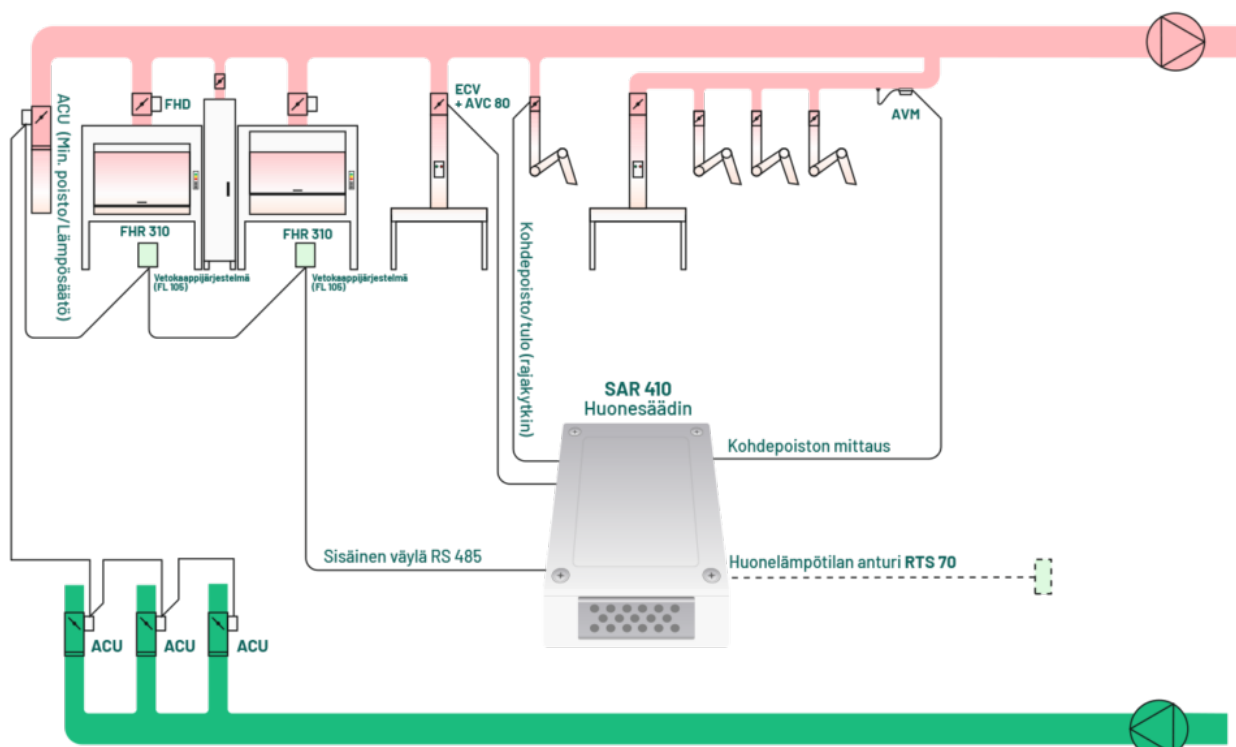 ACU (Min. poisto/Lämpösäätö)
FHD
ECV
+ AVC 80
AVM
FHR 310
Vetokaappijärjestelmä
(FL 105)
FHR 310
Vetokaappijärjestelmä
(FL 105)
Kohdepoisto/tulo (rajakytkin)
SAR 410
Huonesäädin
Kohdepoiston mittaus
Sisäinen väylä RS 485
Huonelämpötilan anturi RTS 70
ACU
ACU
ACU